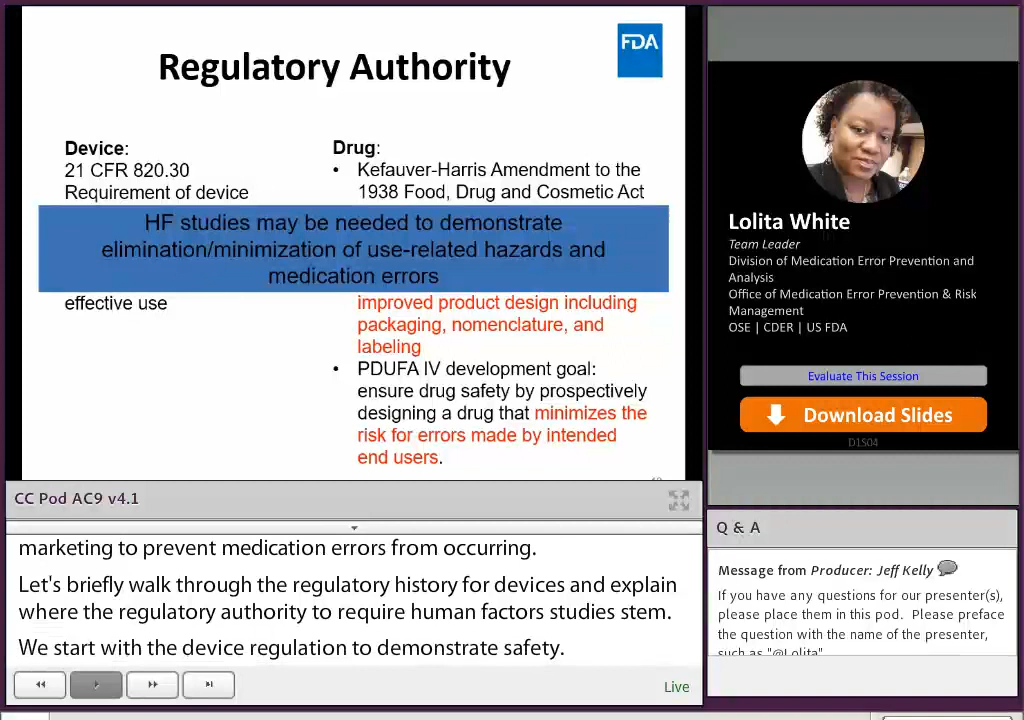 Regulatory Authority
FDA
Device:
21 CFR 820.30
Requirement of device
effective use
Drug:
• Kefauver-Harris Amendment to the
1938 Food, Drug and Cosmetic Act
HF studies may be needed to demonstrate
elimination/minimization of use-related hazards and
medication errors
improved product design including
packaging, nomenclature, and
labeling
• PDUFA IV development goal:
ensure drug safety by prospectively
designing a drug that minimizes the
risk for errors made by intended
end users.
CC Pod AC9 v4.1
marketing to prevent medication errors from occurring.
Let's briefly walk through the regulatory history for devices and explain
where the regulatory authority to require human factors studies stem.
We start with the device regulation to demonstrate safety.
Live
Lolita White
Team Leader
Division of Medication Error Prevention and
Analysis
Office of Medication Error Prevention & Risk
Management
OSE | CDER | US FDA
Evaluate This Session
Download Slides
D1S04
Q & A
Message from Producer: Jeff Kelly
If you have any questions for our presenter(s),
please place them in this pod. Please preface
the question with the name of the presenter,
such as "@Lolita"